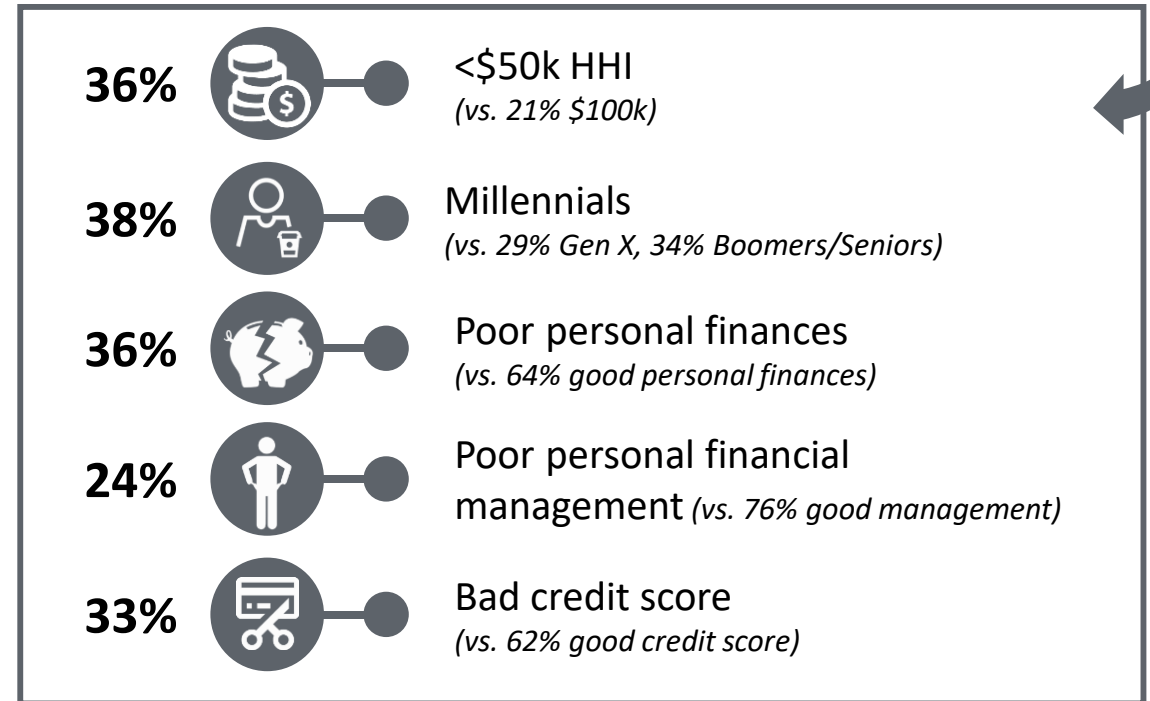 36%
<$50k HHI
(vs. 21% $100k)
38%
Millennials
(vs. 29% Gen X, 34% Boomers/Seniors)
36%
Poor personal finances
(vs. 64% good personal finances)
24%
Poor personal financial
management (vs. 76% good management)
33%
Bad credit score
(vs. 62% good credit score)
$